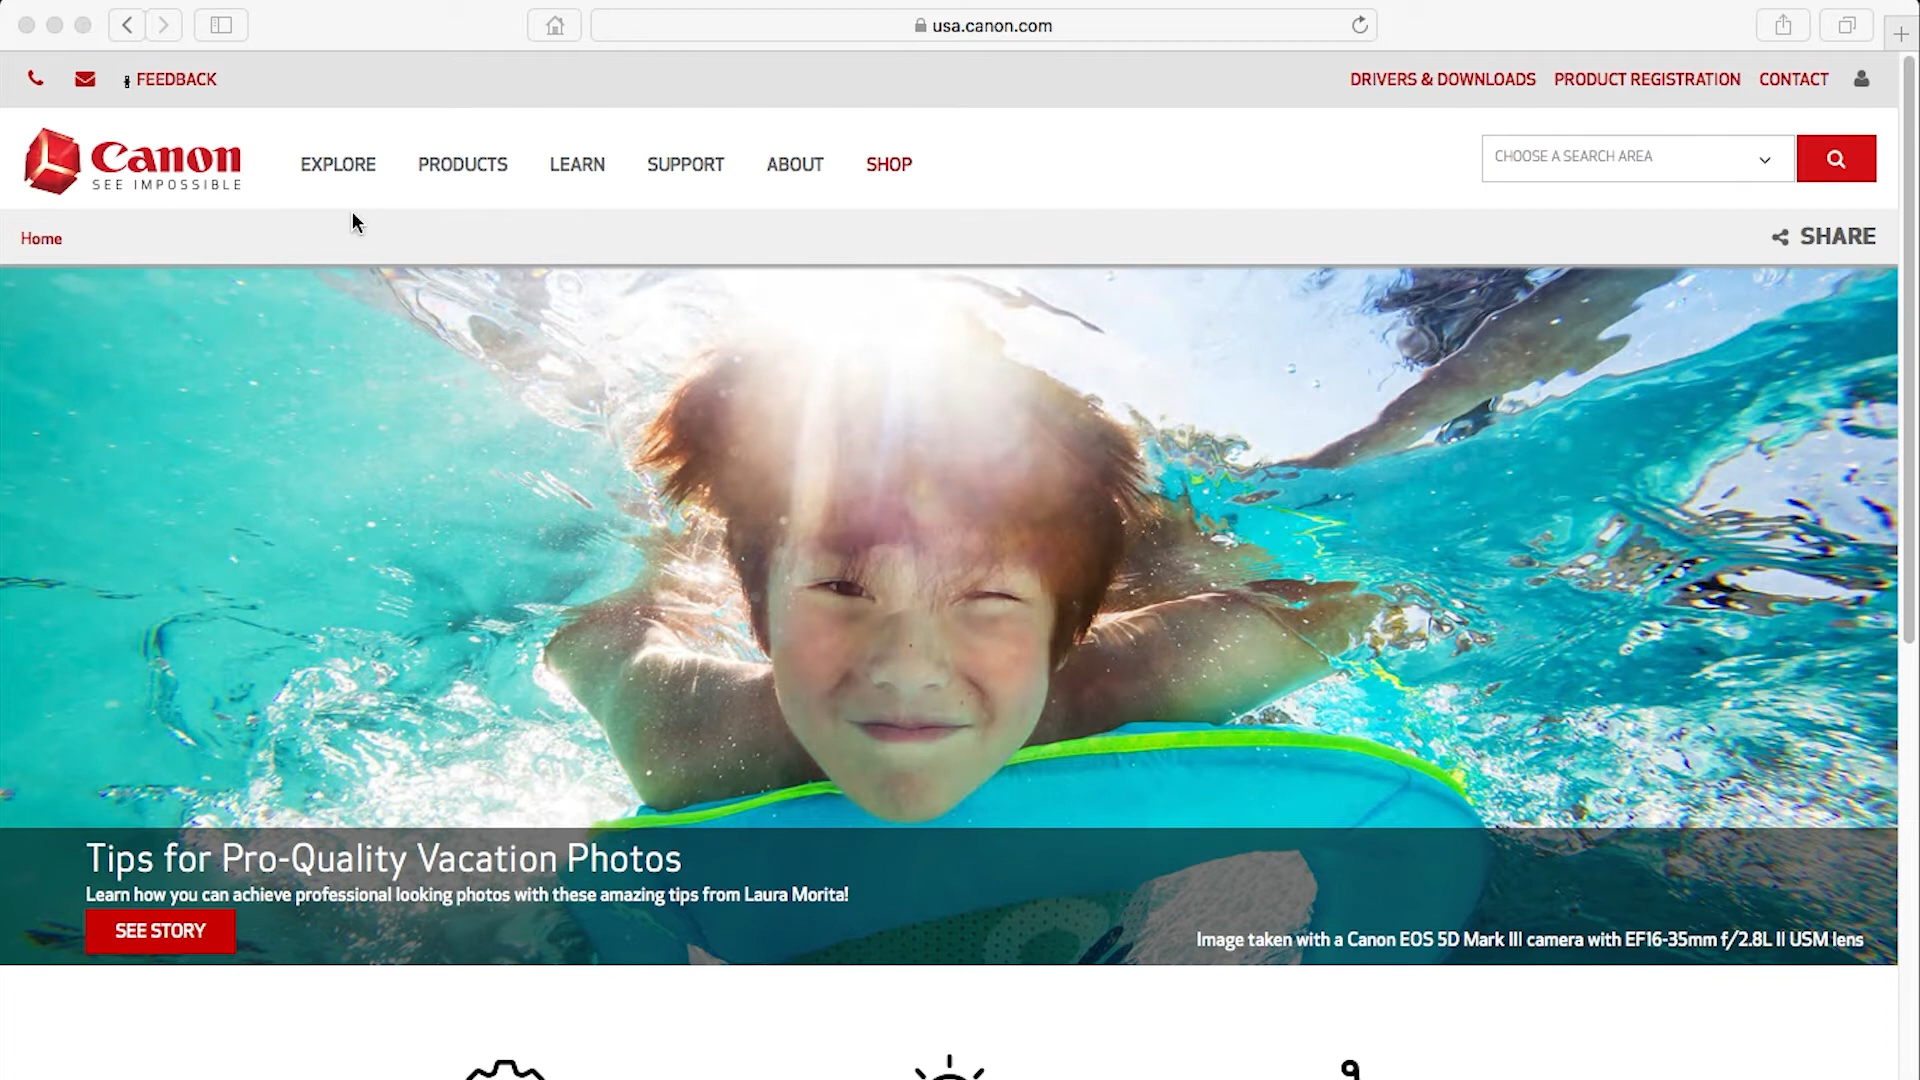 usa.canon.com
FEEDBACK
DRIVERS & DOWNLOADS PRODUCT REGISTRATION CONTACT
Canon
SEE IMPOSSIBLE
EXPLORE PRODUCTS LEARN SUPPORT ABOUT SHOP
CHOOSE A SEARCH AREA
Home
SHARE
Tips for Pro-Quality Vacation Photos
Learn how you can achieve professional looking photos with these amazing tips from Laura Morita!
SEE STORY
Image taken with a Canon EOS 5D Mark III camera with EF16-35mm f/2.8L II USM lens